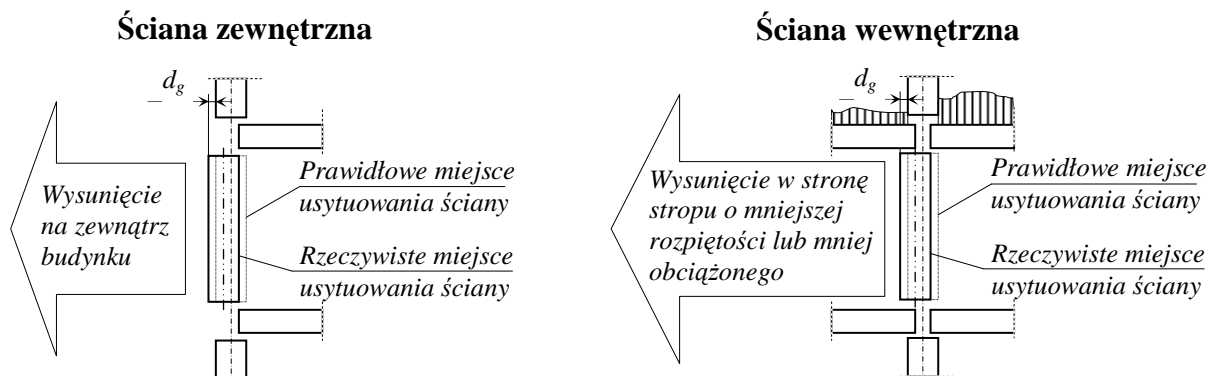 Ściana zewnętrzna
d_g
Wysunięcie
na zewnątrz
budynku
Prawidłowe miejsce
usytuowania ściany
Rzeczywiste miejsce
usytuowania ściany
Ściana wewnętrzna
d_g
Wysunięcie w stronę
stropu o mniejszej
rozpiętości lub mniej
obciążonego
Prawidłowe miejsce
usytuowania ściany
Rzeczywiste miejsce
usytuowania ściany